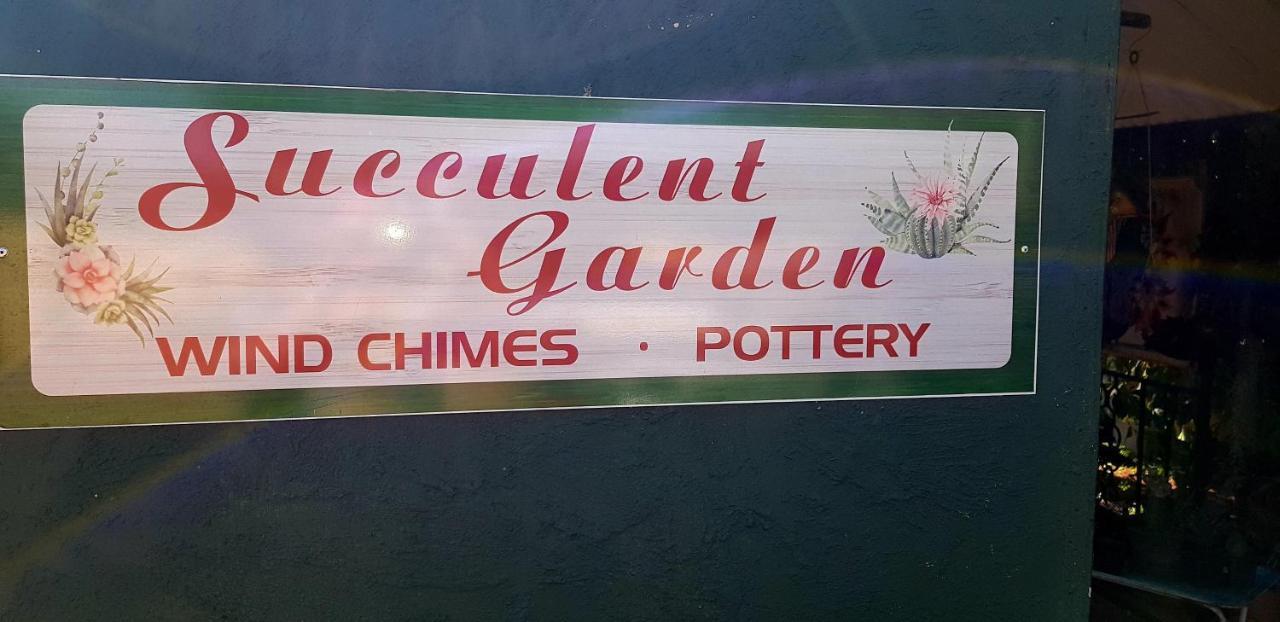 Succulent
Garden
WIND CHIMES · POTTERY